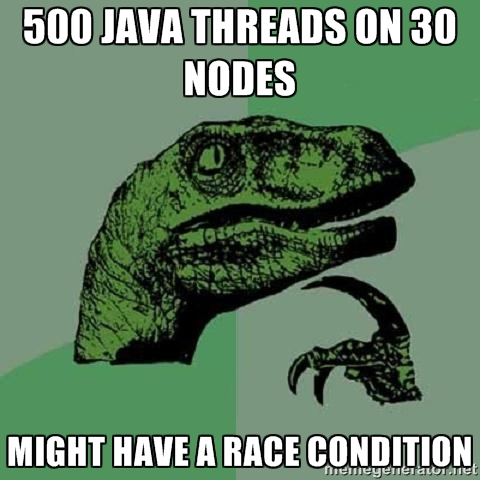 500 JAVA THREADS ON 30
NODES
MIGHT HAVE A RACE CONDITION
memegenerator.net